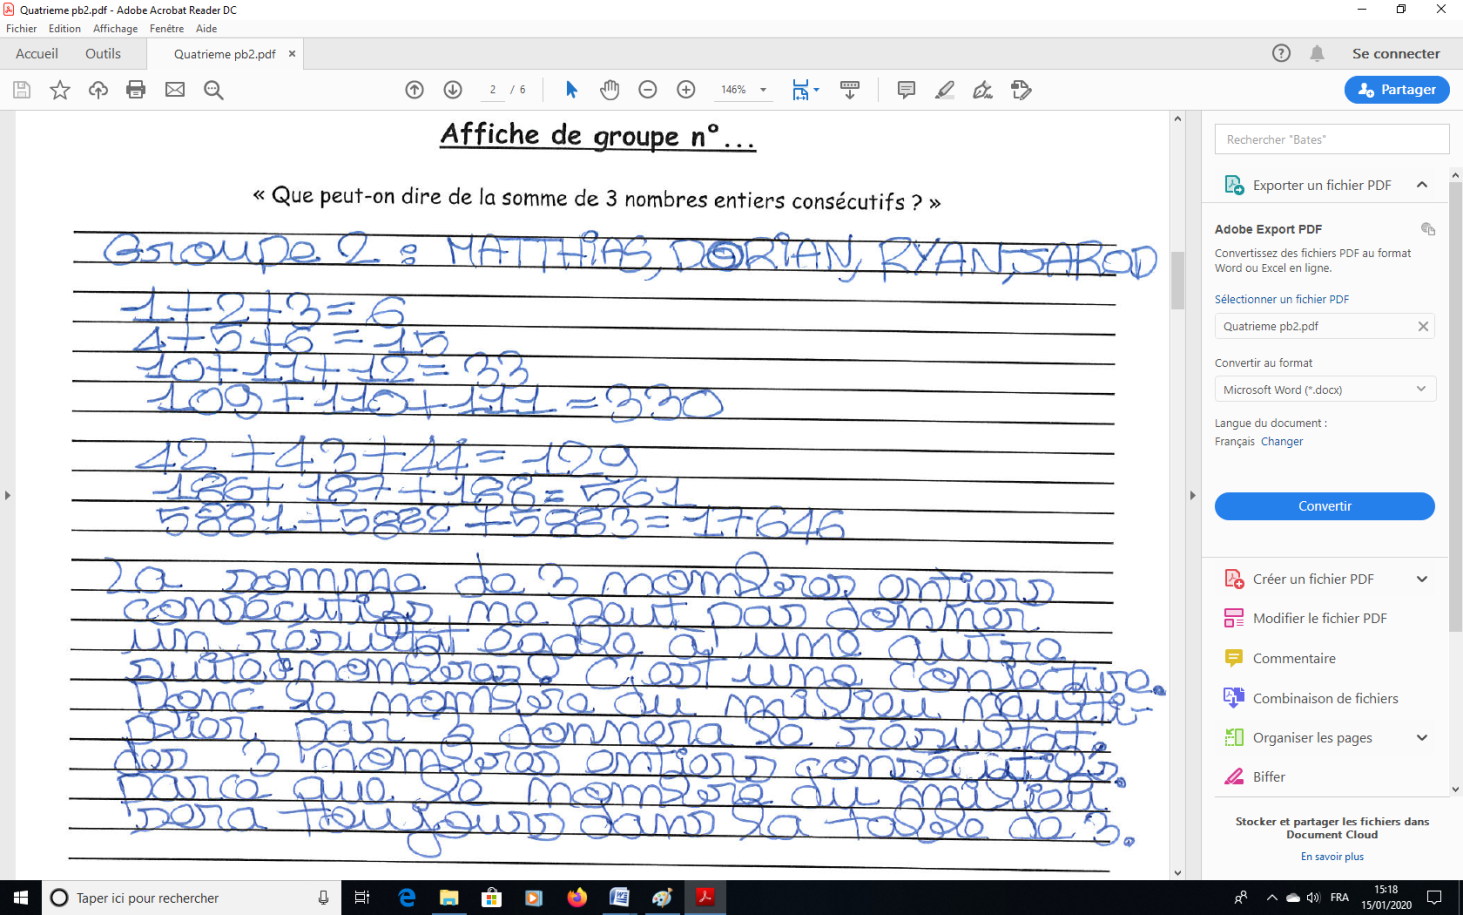 Quatrieme pb2.pdf - Adobe Acrobat Reader DC
Fichier Edition Affichage Fenêtre Aide
Accueil Outils Quatrieme pb2.pdf × Se connecter
2 / 6 146% Partager
Affiche de groupe n°...
« Que peut-on dire de la somme de 3 nombres entiers consécutifs ? »
Groupe 2 : MATTHIAS, DORIAN, RYAN, JAROD
1+2+3=6
4+5+6=15
10+11+12=33
109+110+111=330
42+43+44=129
186+187+188=561
5881+5882+5883=17646
La somme de 3 nombres entiers
consécutifs ne peut pas donner
un resultat égale à une autre
suite nombres c'est une conjecture.
Donc le nombre du milieu multi-
plier par 3 donnera le resultat
des 3 nombres entiers consécutifs.
Parce que le nombre du milieu
sera toujours dans la table de 3.
Rechercher "Bates"
Exporter un fichier PDF
Adobe Export PDF
Convertissez des fichiers PDF au format
Word ou Excel en ligne.
Sélectionner un fichier PDF
Quatrieme pb2.pdf
Convertir au format
Microsoft Word (*.docx)
Langue du document :
Français Changer
Convertir
Créer un fichier PDF
Modifier le fichier PDF
Commentaire
Combinaison de fichiers
Organiser les pages
Biffer
Stocker et partager les fichiers dans
Document Cloud
En savoir plus
Taper ici pour rechercher
FRA
15:18
15/01/2020